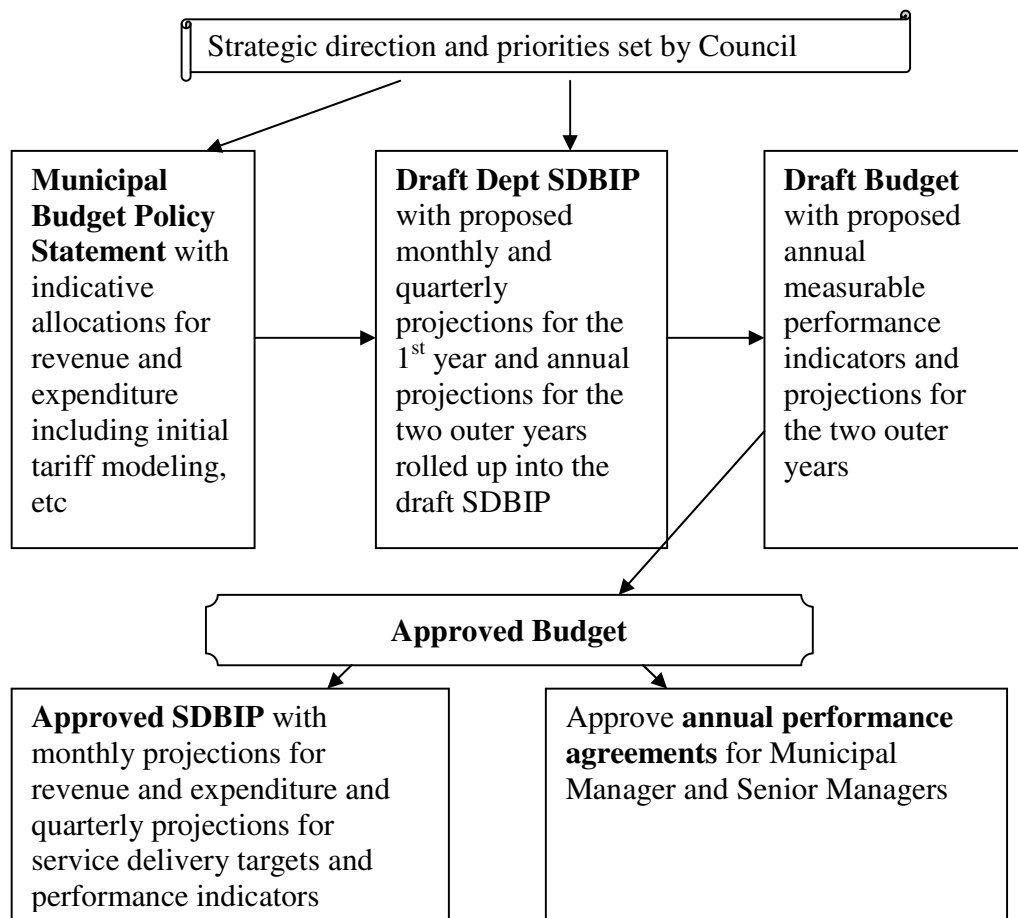 Strategic direction and priorities set by Council
Municipal
Budget Policy
Statement with
indicative
allocations for
revenue and
expenditure
including initial
tariff modeling,
etc
Draft Dept SDBIP
with proposed
monthly and
quarterly
projections for the
1st year and annual
projections for the
two outer years
rolled up into the
draft SDBIP
Draft Budget
with proposed
annual
measurable
performance
indicators and
projections for
the two outer
years
Approved Budget
Approved SDBIP with
monthly projections for
revenue and expenditure and
quarterly projections for
service delivery targets and
performance indicators
Approve annual performance
agreements for Municipal
Manager and Senior Managers